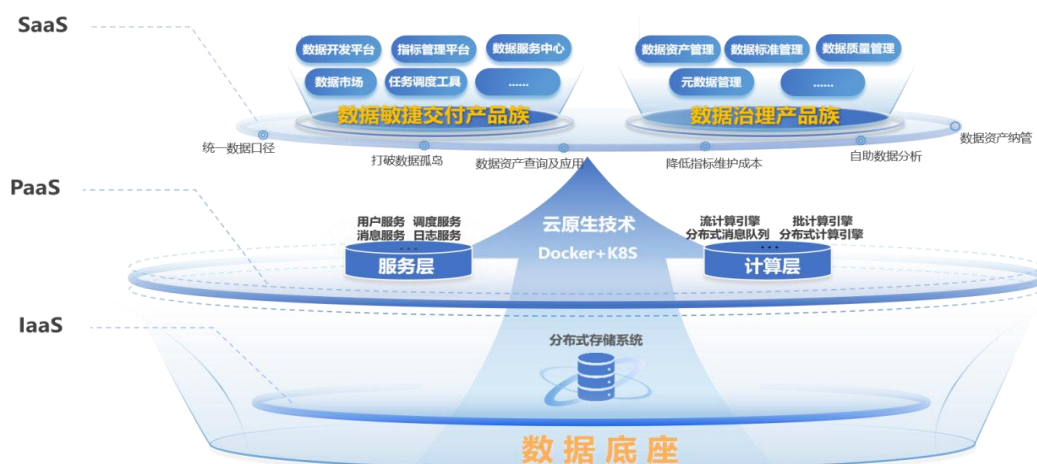 SaaS
数据开发平台 指标管理平台 数据服务中心
数据市场 任务调度工具 ......
数据敏捷交付产品族
数据资产管理 数据标准管理 数据质量管理
元数据管理 ......
数据治理产品族
统一数据口径
打破数据孤岛
数据资产查询及应用
降低指标维护成本
自助数据分析
数据资产纳管
PaaS
用户服务 调度服务
消息服务 日志服务
...
服务层
云原生技术
Docker+K8S
流计算引擎 批计算引擎
分布式消息队列 分布式计算引擎
...
计算层
IaaS
分布式存储系统
数据底座